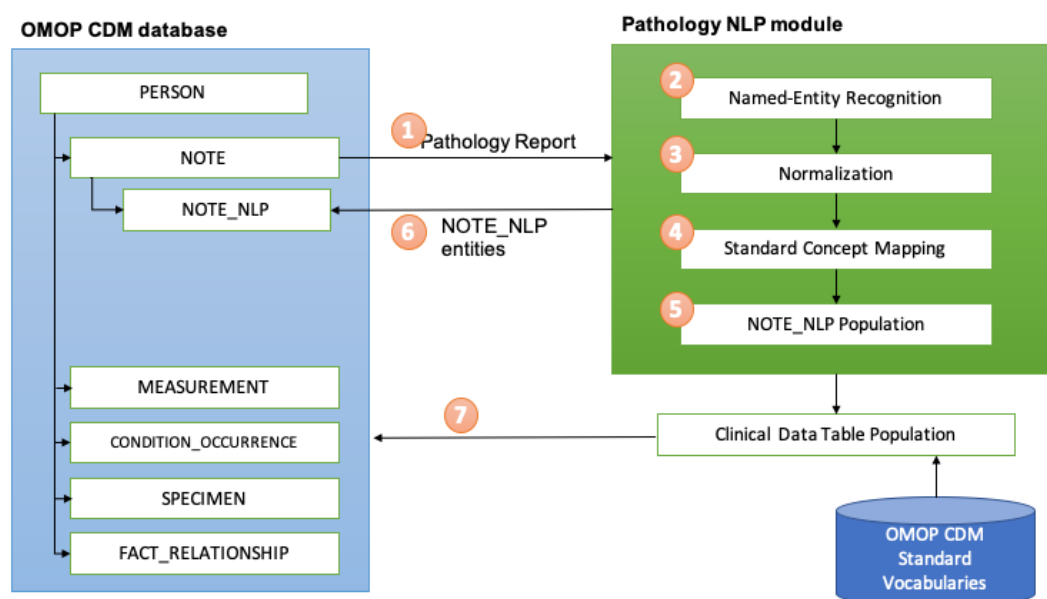 OMOP CDM database
PERSON
NOTE
NOTE_NLP
MEASUREMENT
CONDITION_OCCURRENCE
SPECIMEN
FACT_RELATIONSHIP
1
Pathology Report
6
NOTE_NLP
entities
7
Pathology NLP module
2
Named-Entity Recognition
3
Normalization
4
Standard Concept Mapping
5
NOTE_NLP Population
Clinical Data Table Population
OMOP CDM
Standard
Vocabularies